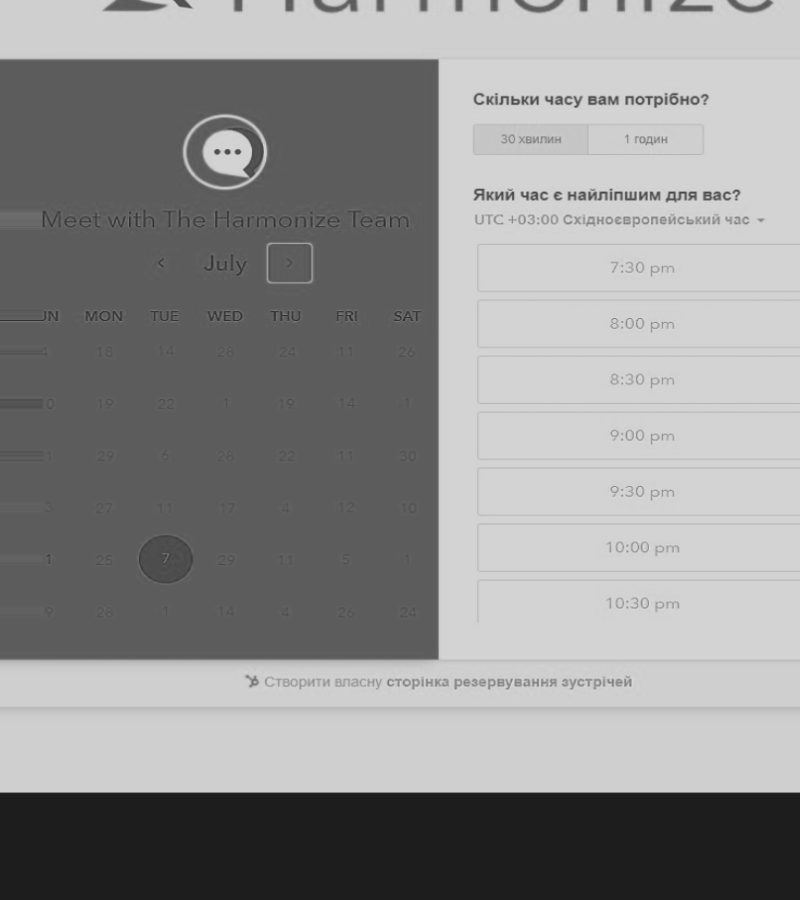 Harmonize
Meet with The Harmonize Team
‹ July ›
UN MON TUE WED THU FRI SAT
4 18 14 26 24 11 26
0 19 22 1 19 14 1
1 29 6 28 22 11 30
3 27 11 17 4 12 10
1 25 7 29 11 5 1
9 26 1 14 4 26 24
Скільки часу вам потрібно?
30 хвилин 1 годин
Який час є найліпшим для вас?
UTC +03:00 Східноєвропейський час
7:30 pm
8:00 pm
8:30 pm
9:00 pm
9:30 pm
10:00 pm
10:30 pm
Створити власну сторінка резервування зустрічей